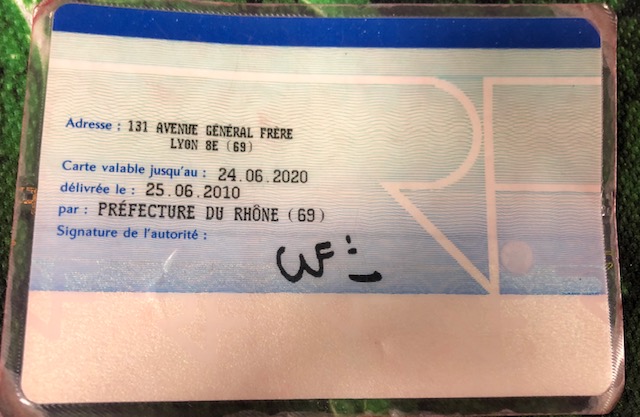 Adresse : 131 AVENUE GÉNÉRAL FRÈRE
LYON 8E (69)
Carte valable jusqu'au : 24.06.2020
délivrée le : 25.06.2010
par : PRÉFECTURE DU RHÔNE (69)
Signature de l'autorité :
RF